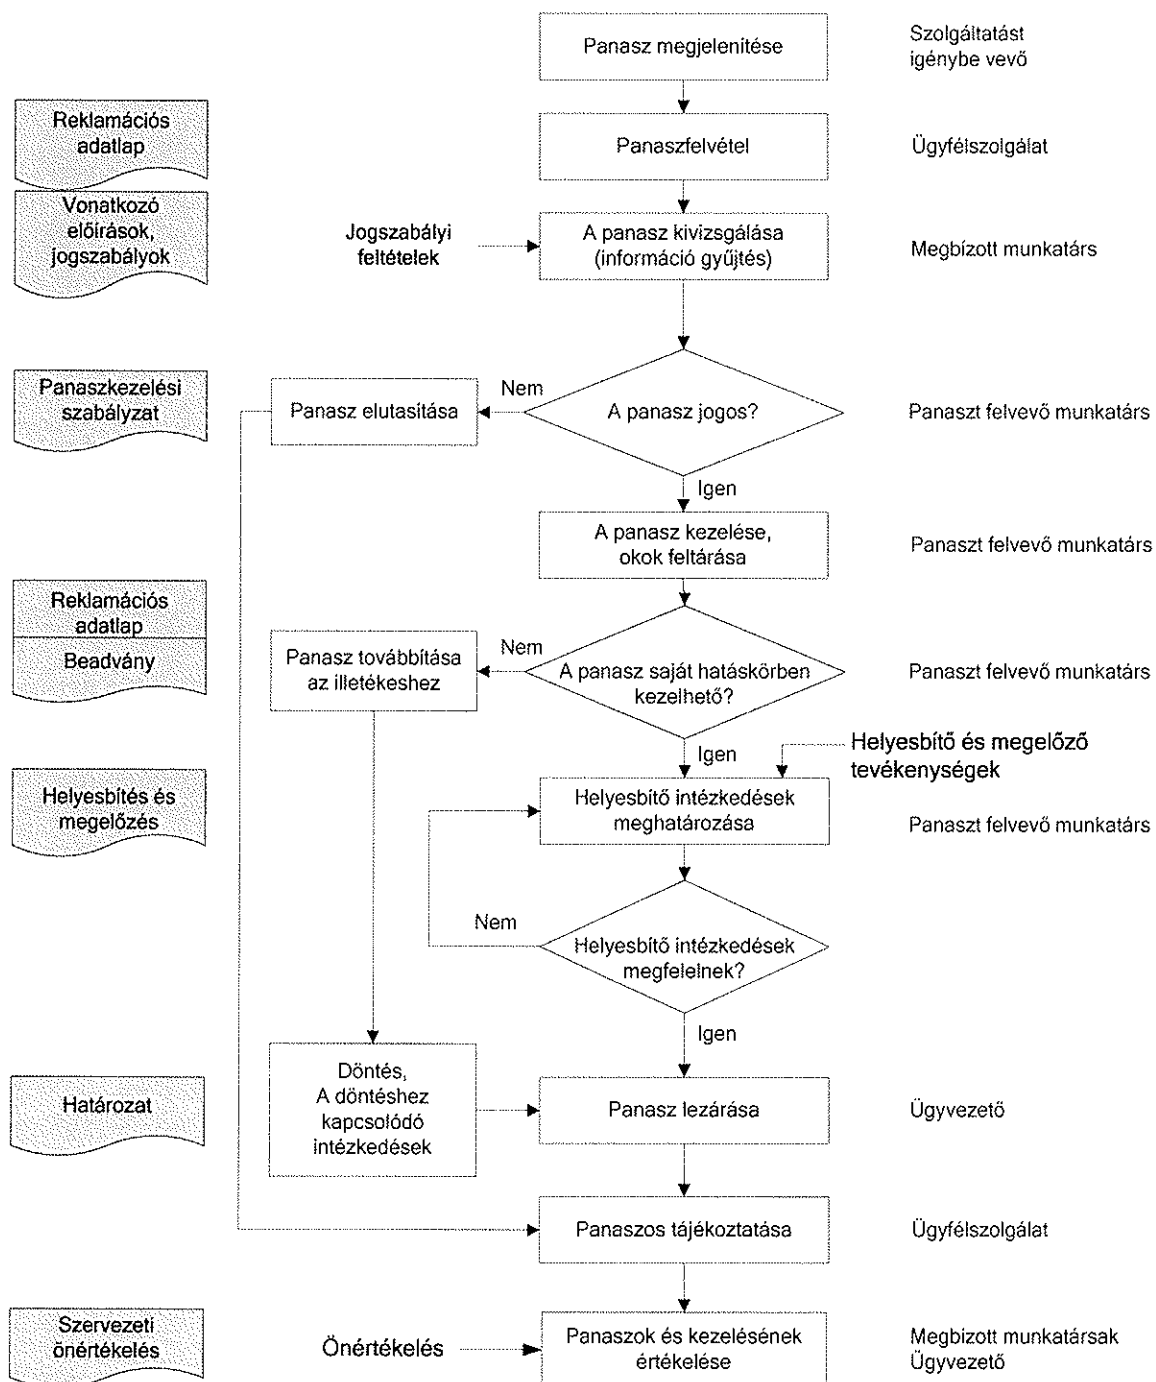 Panasz megjelenítése
Szolgáltatást
igénybe vevő
Reklamációs
adatlap
Panaszfelvétel
Ügyfélszolgálat
Vonatkozó
előírások,
jogszabályok
Jogszabályi
feltételek
A panasz kivizsgálása
(információ gyűjtés)
Megbízott munkatárs
Panaszkezelési
szabályzat
Panasz elutasítása
Nem
A panasz jogos?
Panaszt felvevő munkatárs
Igen
A panasz kezelése,
okok feltárása
Panaszt felvevő munkatárs
Reklamációs
adatlap
Beadvány
Panasz továbbítása
az illetékeshez
Nem
A panasz saját hatáskörben
kezelhető?
Panaszt felvevő munkatárs
Igen
Helyesbítő és megelőző
tevékenységek
Helyesbítés és
megelőzés
Helyesbítő intézkedések
meghatározása
Panaszt felvevő munkatárs
Nem
Helyesbítő intézkedések
megfelelnek?
Igen
Határozat
Döntés,
A döntéshez
kapcsolódó
intézkedések
Panasz lezárása
Ügyvezető
Panaszos tájékoztatása
Ügyfélszolgálat
Szervezeti
önértékelés
Önértékelés
Panaszok és kezelésének
értékelése
Megbízott munkatársak
Ügyvezető